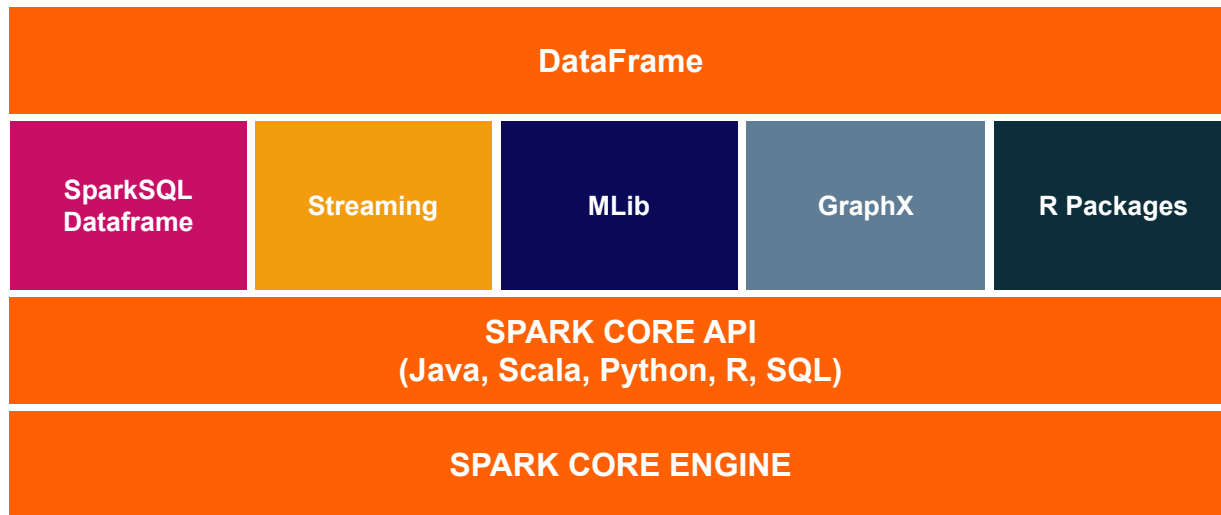 DataFrame
SparkSQL
Dataframe
Streaming
MLib
GraphX
R Packages
SPARK CORE API
(Java, Scala, Python, R, SQL)
SPARK CORE ENGINE